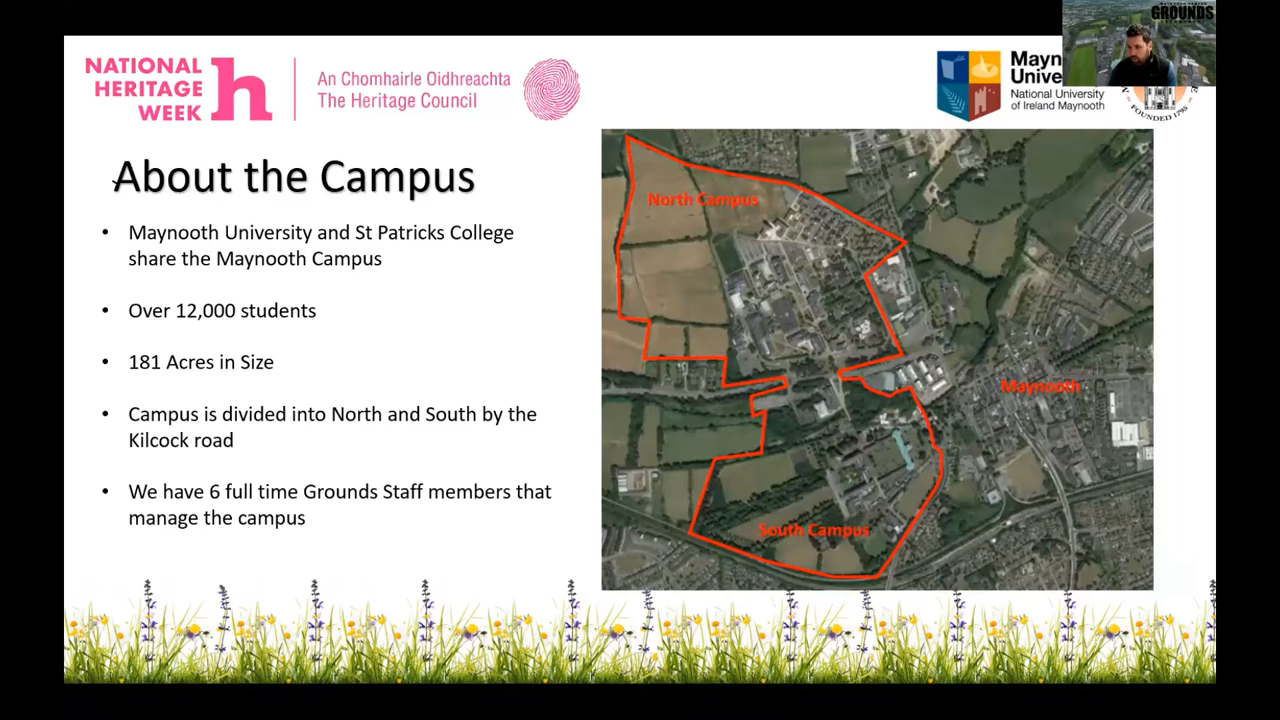 NATIONAL
HERITAGE
WEEK
h
An Chomhairle Oidhreachta
The Heritage Council
National University
of Ireland Maynooth
FOUNDED 1795
GROUNDS
About the Campus
• Maynooth University and St Patricks College
share the Maynooth Campus
• Over 12,000 students
• 181 Acres in Size
• Campus is divided into North and South by the
Kilcock road
• We have 6 full time Grounds Staff members that
manage the campus
North Campus
Maynooth
South Campus